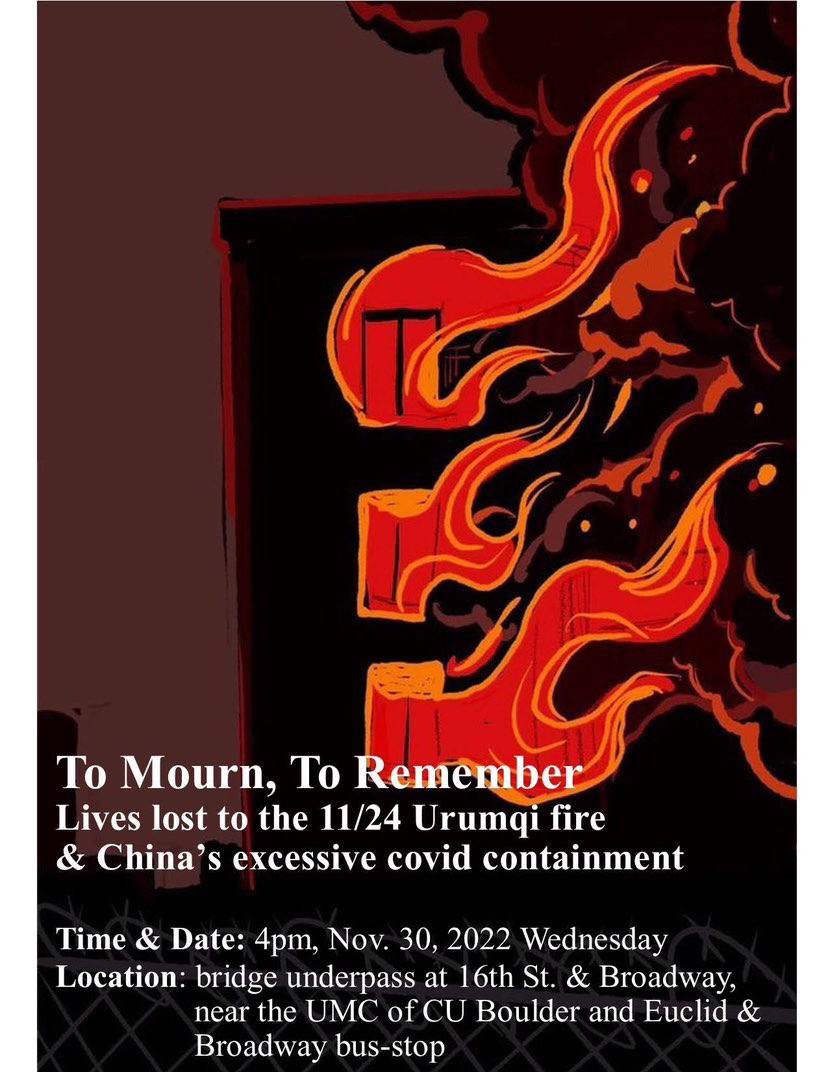 To Mourn, To Remember
Lives lost to the 11/24 Urumqi fire
& China’s excessive covid containment
Time & Date: 4pm, Nov. 30, 2022 Wednesday
Location: bridge underpass at 16th St. & Broadway,
near the UMC of CU Boulder and Euclid &
Broadway bus-stop